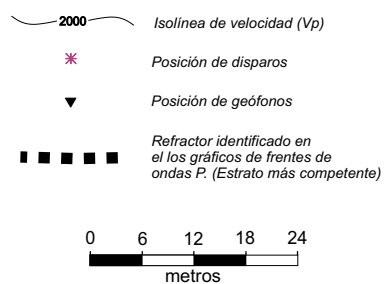 2000
Isolínea de velocidad (Vp)
Posición de disparos
Posición de geófonos
Refractor identificado en
el los gráficos de frentes de
ondas P. (Estrato más competente)
0 6 12 18 24
metros